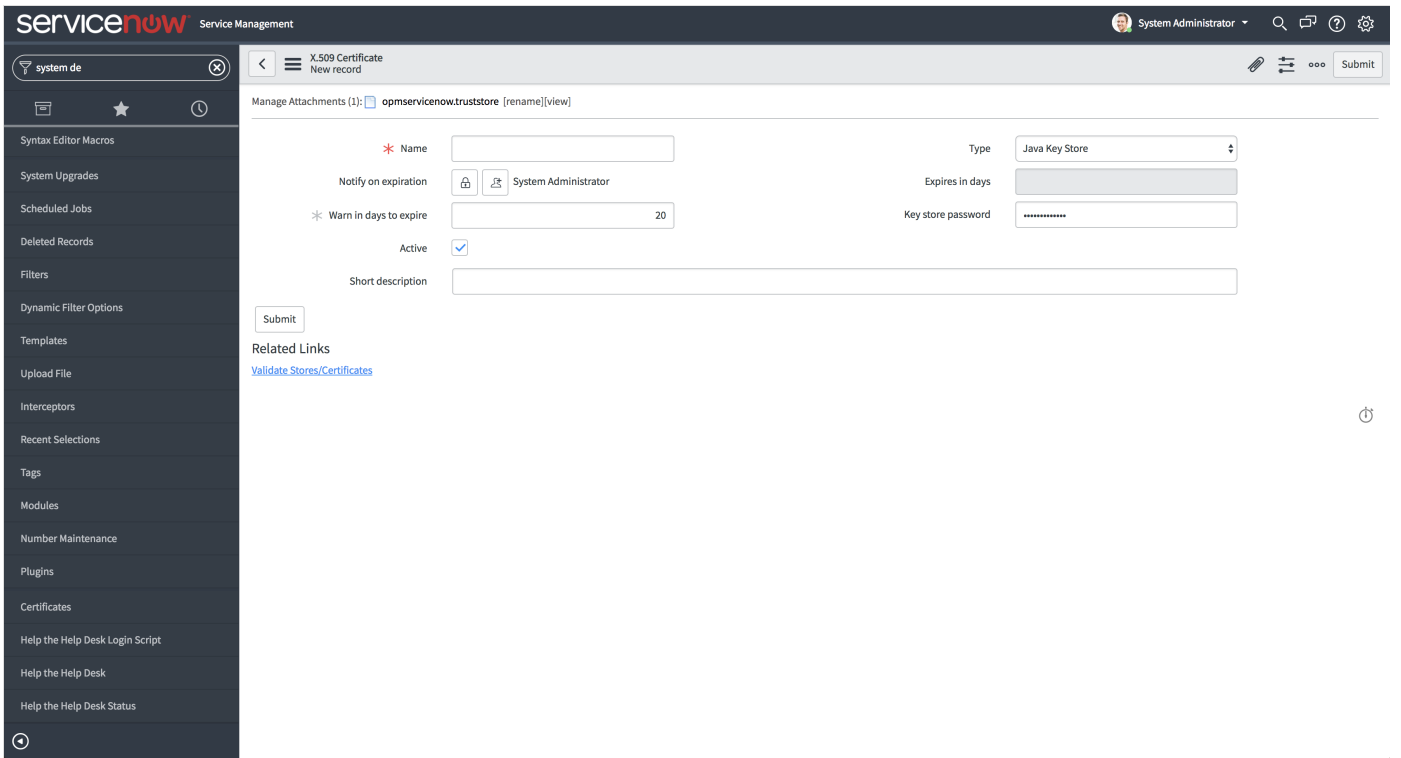 servicenow Service Management
System Administrator
system de
X.509 Certificate
New record
Submit
Manage Attachments (1): opmservicenow.truststore [rename][view]
Syntax Editor Macros
System Upgrades
Scheduled Jobs
Deleted Records
Filters
Dynamic Filter Options
Templates
Upload File
Interceptors
Recent Selections
Tags
Modules
Number Maintenance
Plugins
Certificates
Help the Help Desk Login Script
Help the Help Desk
Help the Help Desk Status
Name
Type Java Key Store
Notify on expiration System Administrator
Expires in days
Warn in days to expire 20
Key store password •••••••••••••
Active
Short description
Submit
Related Links
Validate Stores/Certificates